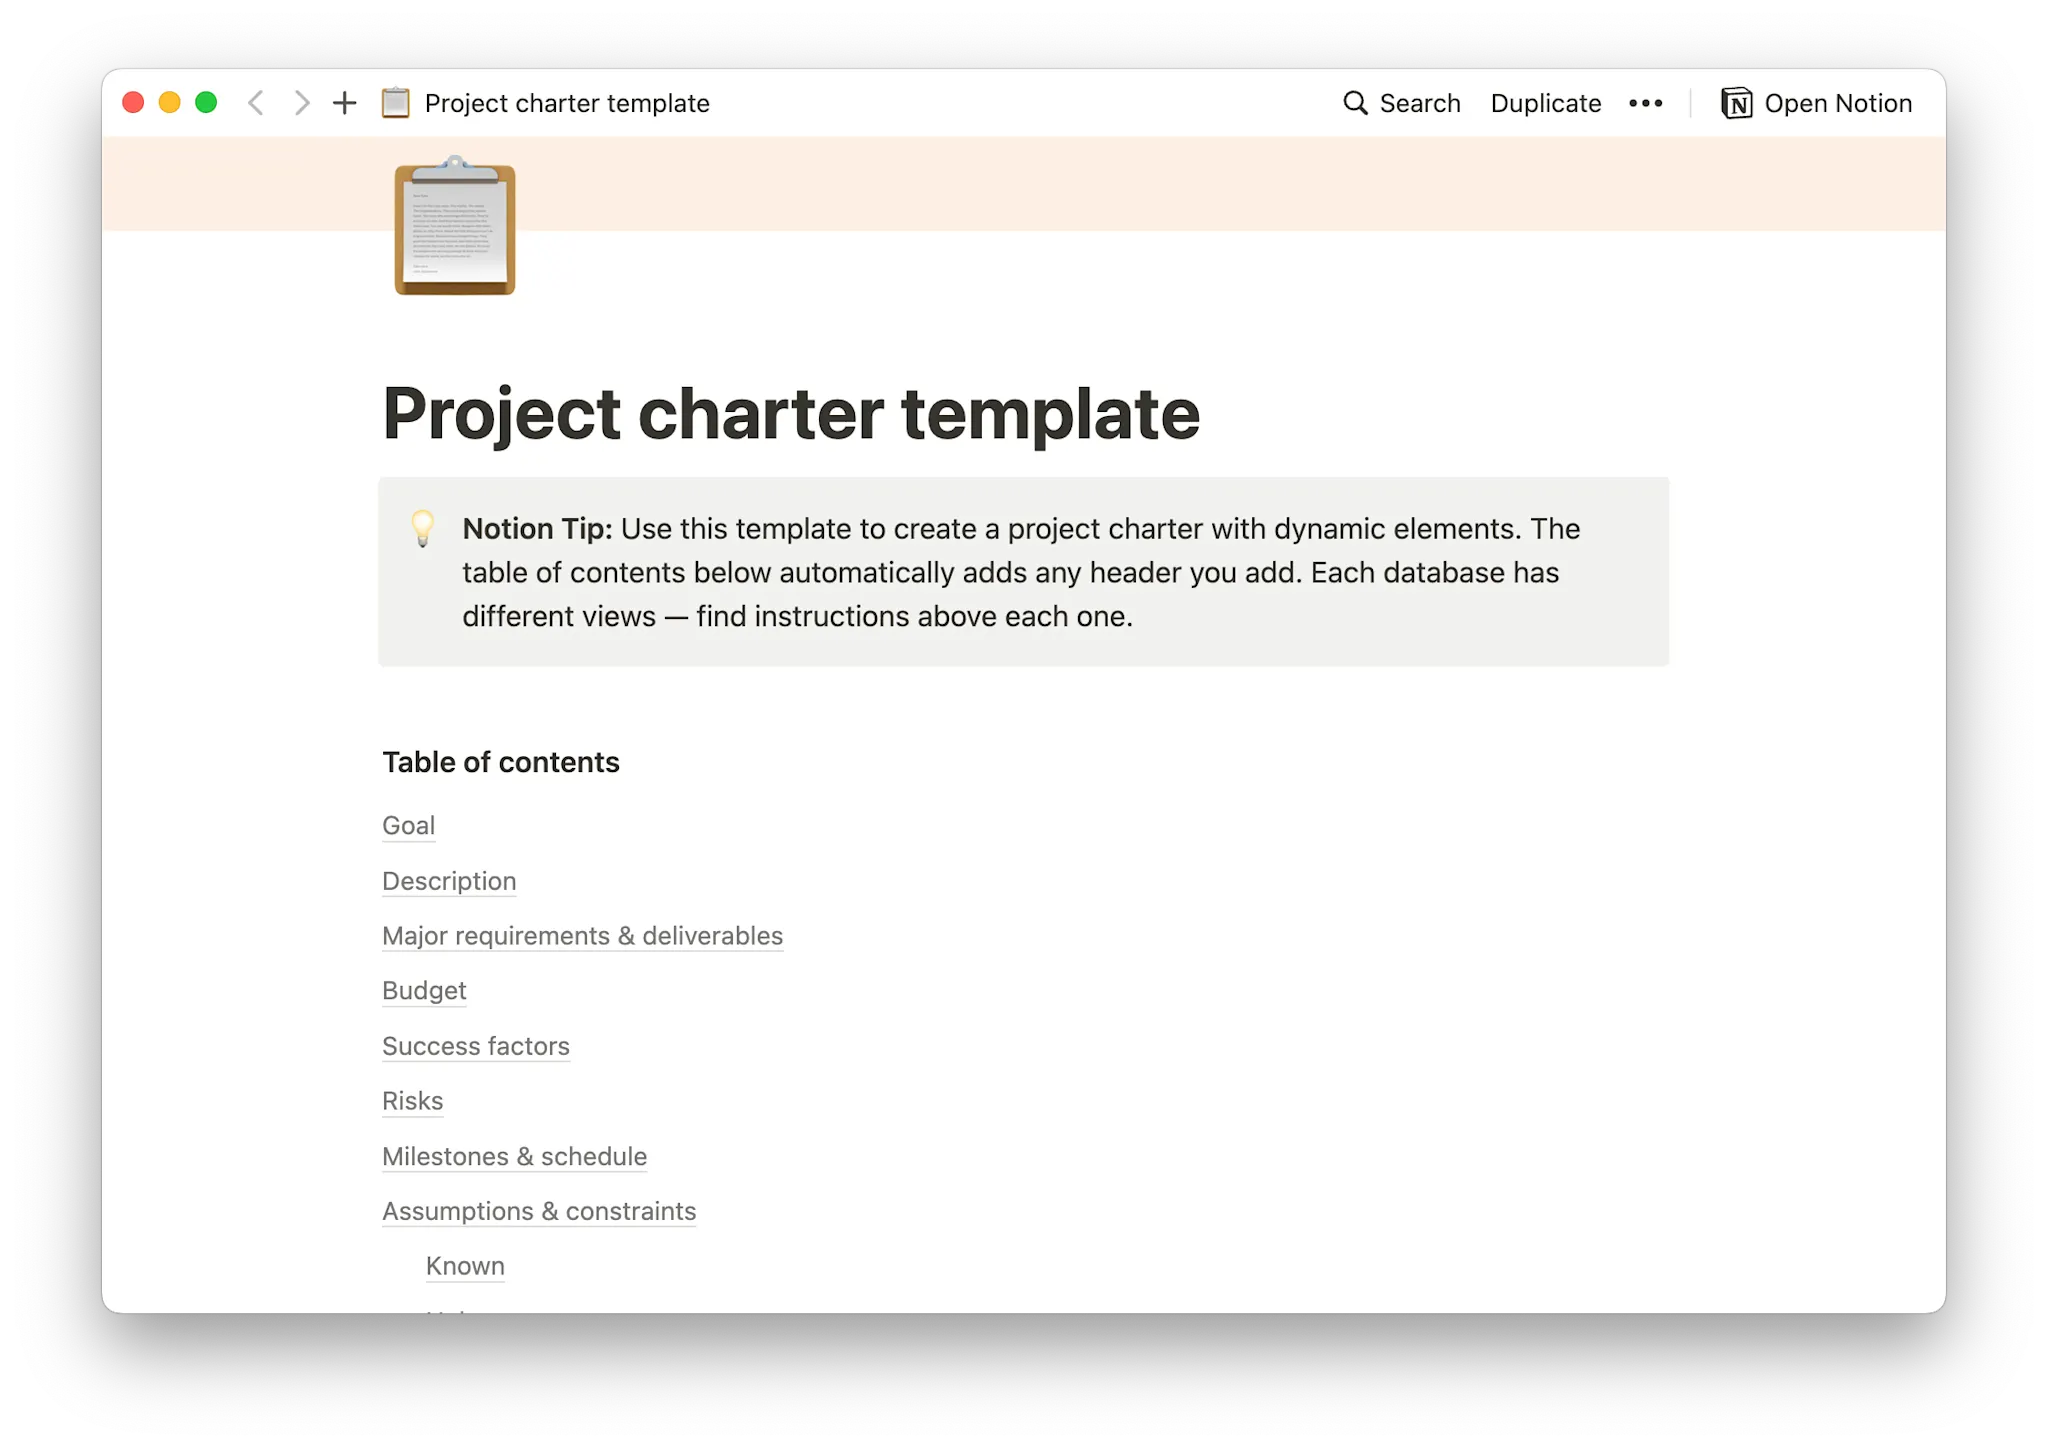 Project charter template
Search
Duplicate
Open Notion
Project charter template
Notion Tip: Use this template to create a project charter with dynamic elements. The
table of contents below automatically adds any header you add. Each database has
different views — find instructions above each one.
Table of contents
Goal
Description
Major requirements & deliverables
Budget
Success factors
Risks
Milestones & schedule
Assumptions & constraints
Known